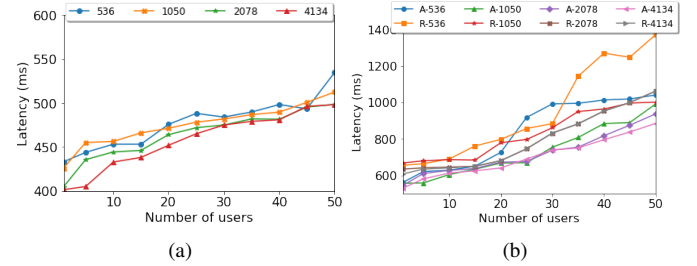 536 1050 2078 4134
600
550
500
450
400
Latency (ms)
10 20 30 40 50
Number of users
(a)
A-536 A-1050 A-2078 A-4134
R-536 R-1050 R-2078 R-4134
1400
1200
1000
800
600
Latency (ms)
10 20 30 40 50
Number of users
(b)